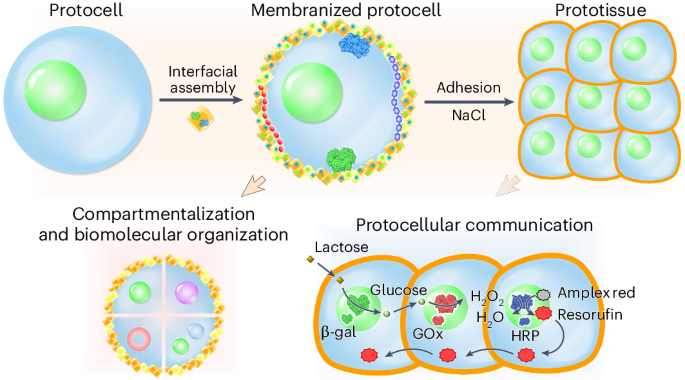 Protocell
Membranized protocell
Prototissue
Interfacial
assembly
Adhesion
NaCl
Compartmentalization
and biomolecular organization
Protocellular communication
Lactose
Glucose
β-gal
GOx
H₂O₂
H₂O
HRP
Amplex red
Resorufin